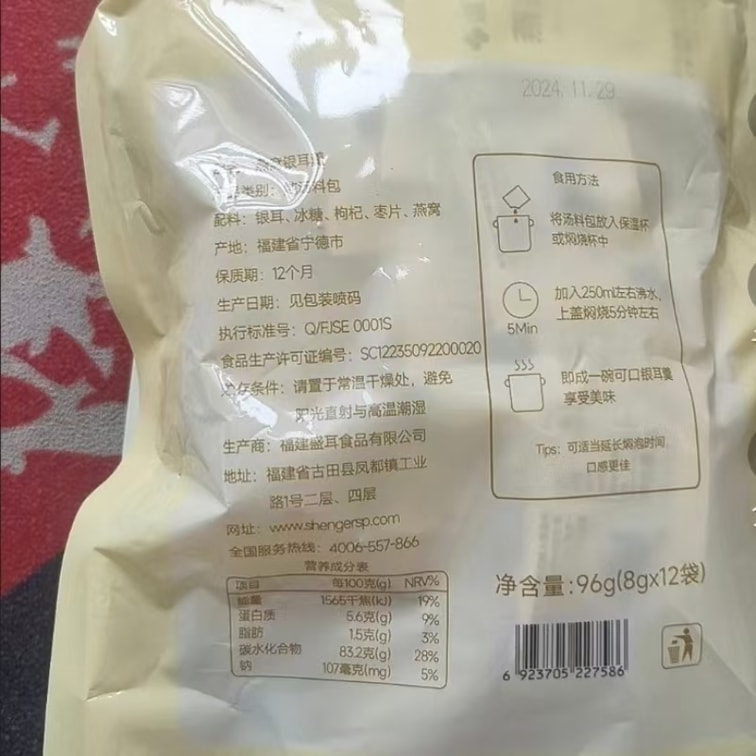 2024.11.29
燕窝银耳羹
类别：汤料包
配料：银耳、冰糖、枸杞、枣片、燕窝
产地：福建省宁德市
保质期：12个月
生产日期：见包装喷码
执行标准号：Q/FJSE 0001S
食品生产许可证编号：SC12235092200020
贮存条件：请置于常温干燥处，避免
阳光直射与高温潮湿
生产商：福建盛耳食品有限公司
地址：福建省古田县凤都镇工业
路1号二层、四层
网址：www.shengersp.com
全国服务热线：4006-557-866
营养成分表
项目 每100克(g) NRV%
能量 1565千焦(kJ) 19%
蛋白质 5.6克(g) 9%
脂肪 1.5克(g) 3%
碳水化合物 83.2克(g) 28%
钠 107毫克(mg) 5%
食用方法
将汤料包放入保温杯
或焖烧杯中
5Min
加入250ml左右沸水，
上盖焖烧5分钟左右
即成一碗可口银耳羹
享受美味
Tips：可适当延长焖泡时间
口感更佳
净含量：96g(8gx12袋)
6 923705 227586